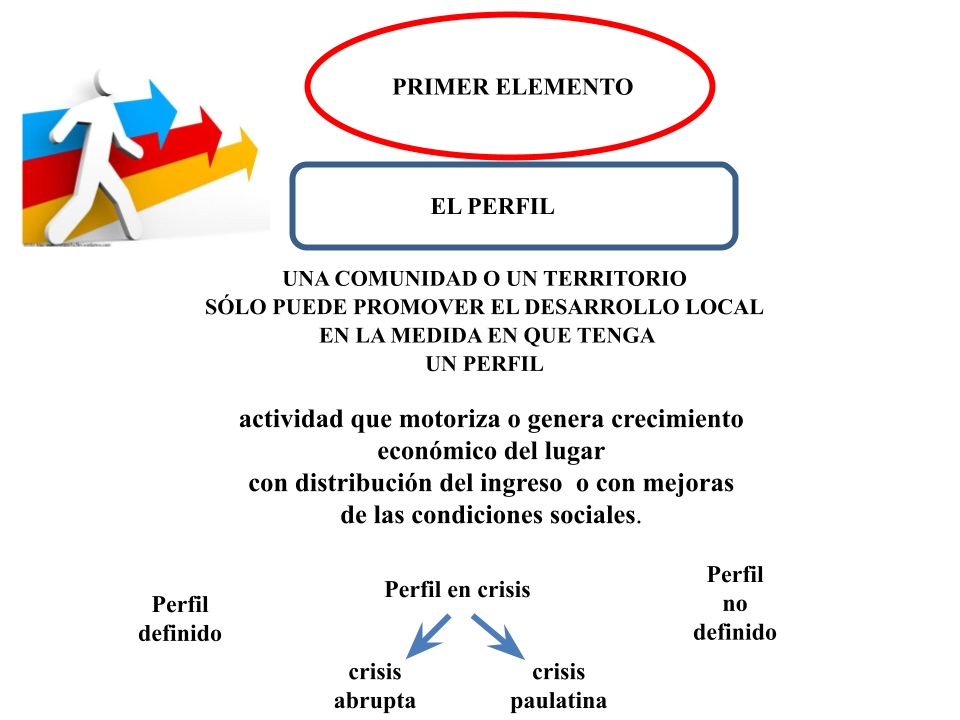 PRIMER ELEMENTO
EL PERFIL
UNA COMUNIDAD O UN TERRITORIO
SÓLO PUEDE PROMOVER EL DESARROLLO LOCAL
EN LA MEDIDA EN QUE TENGA
UN PERFIL
actividad que motoriza o genera crecimiento
económico del lugar
con distribución del ingreso o con mejoras
de las condiciones sociales.
Perfil
definido
Perfil en crisis
Perfil
no
definido
crisis
abrupta
crisis
paulatina